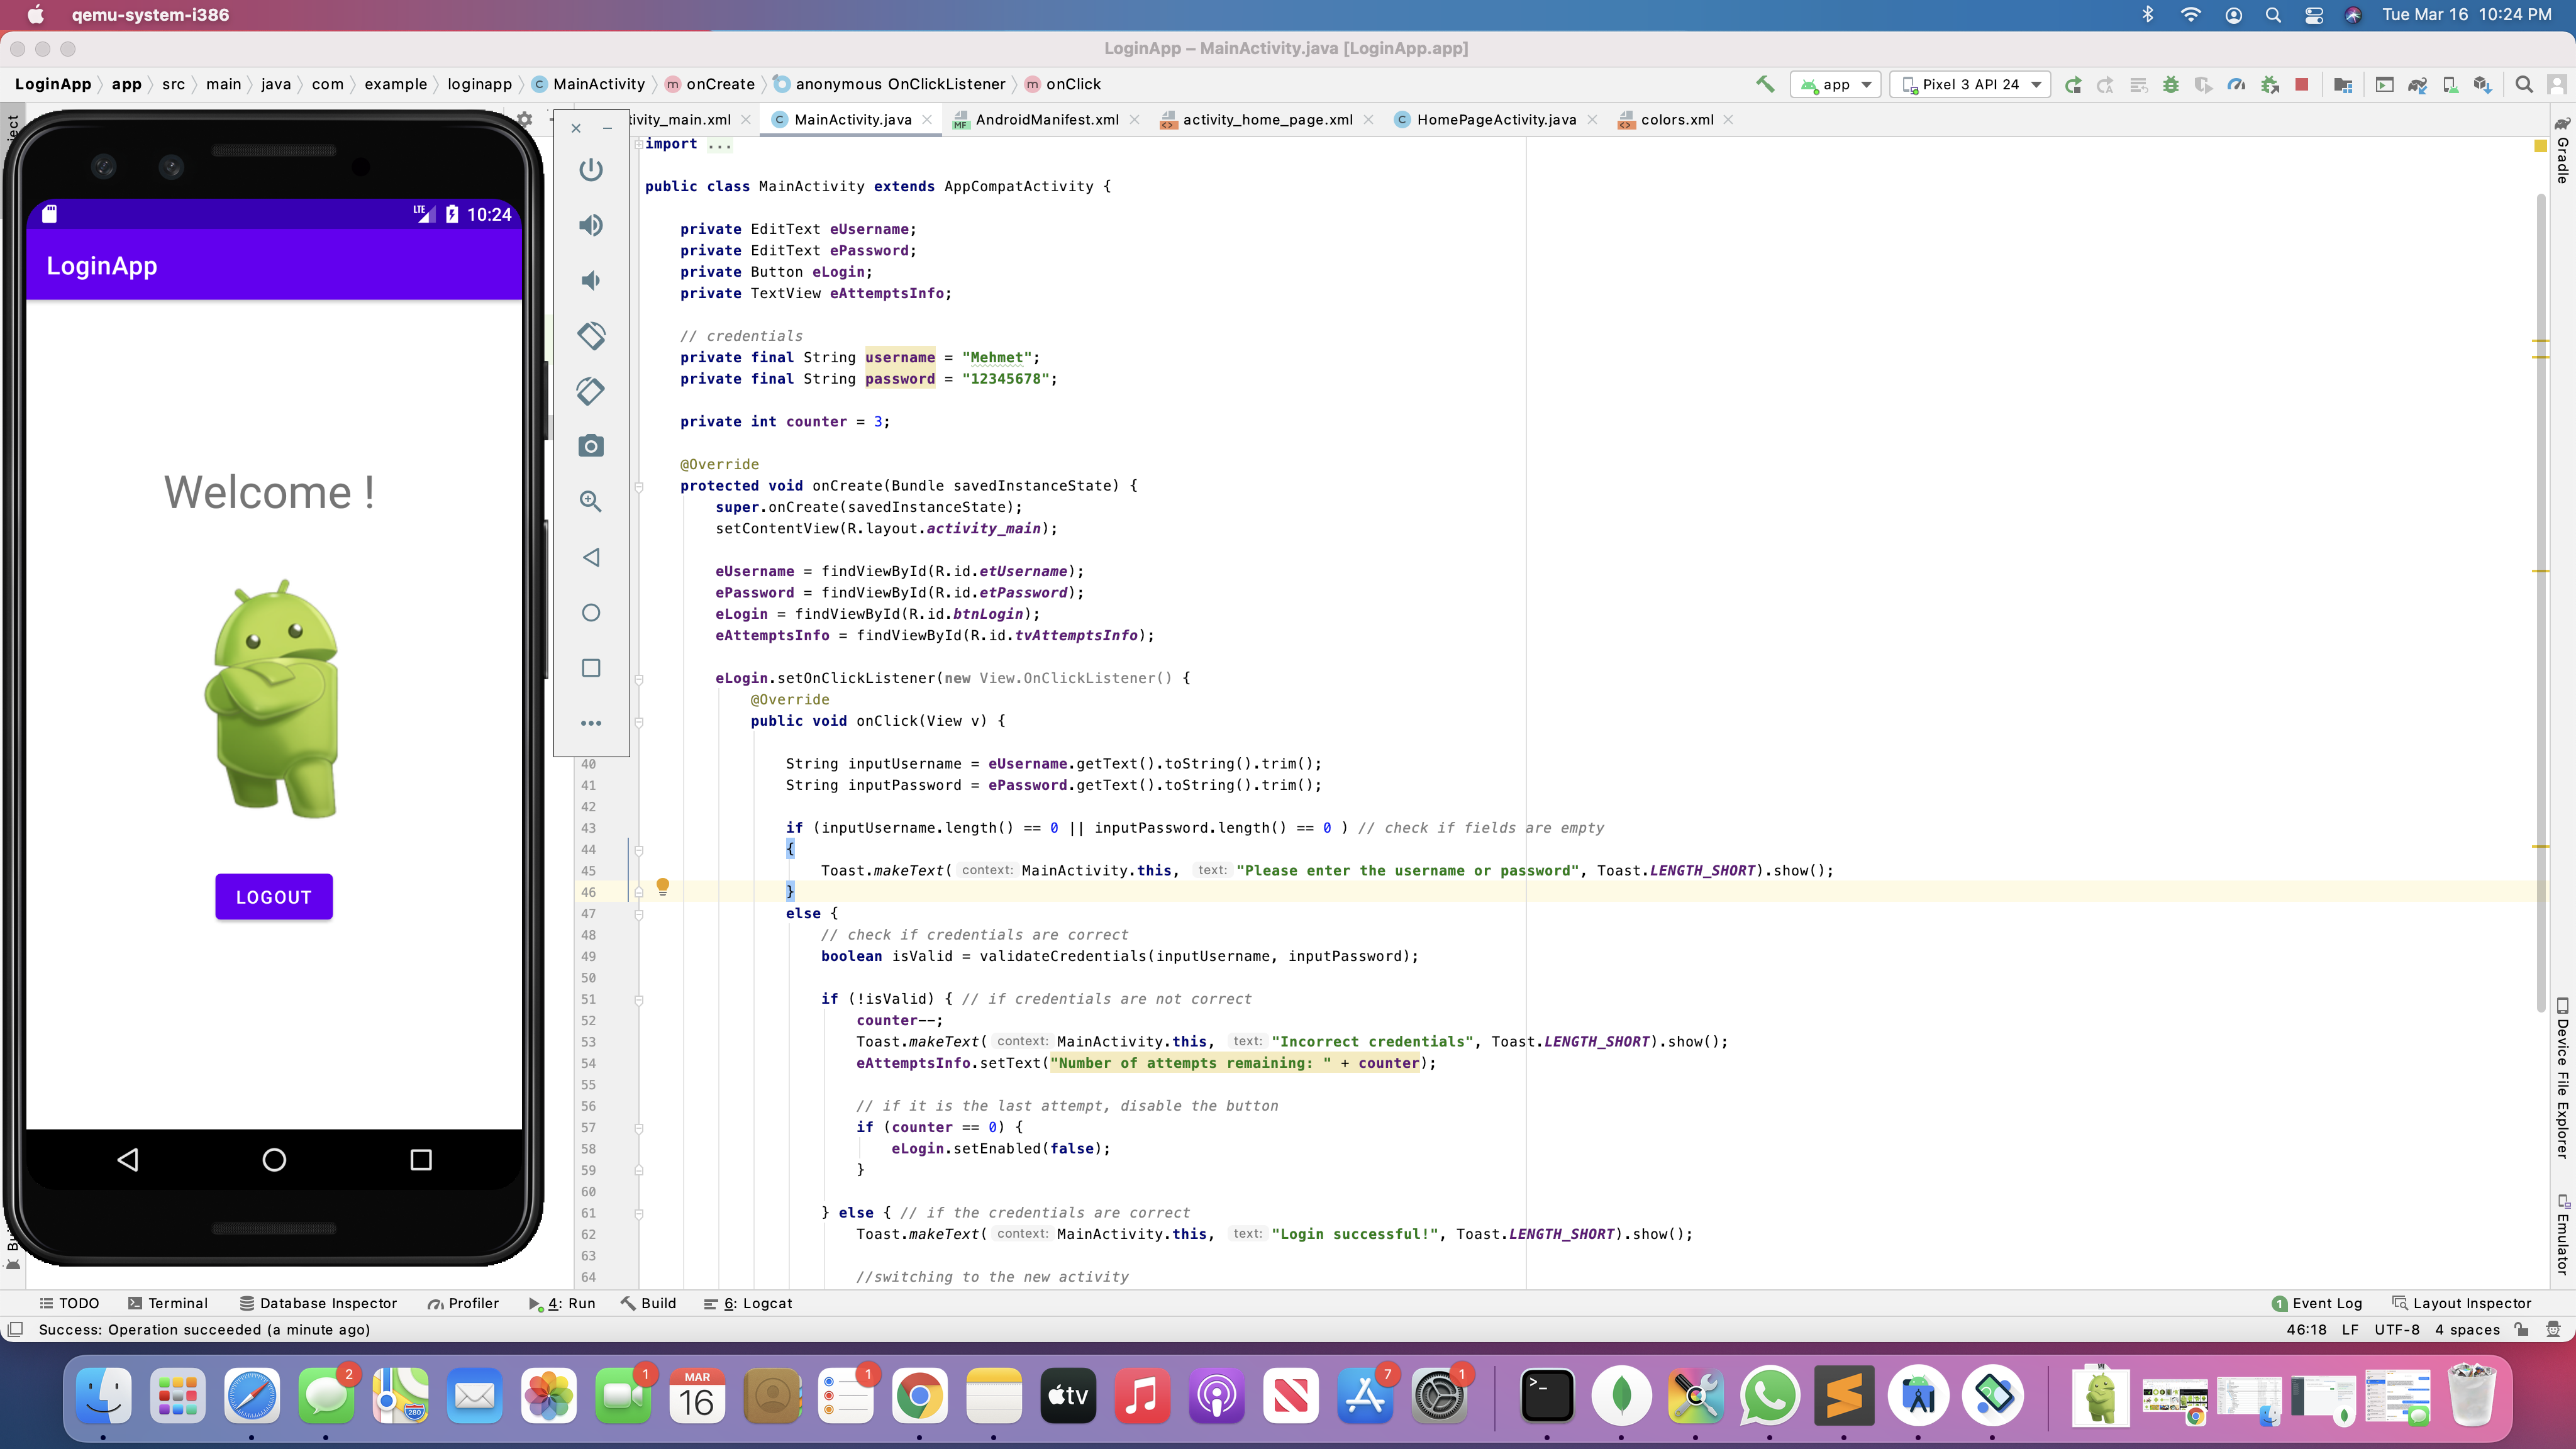 qemu-system-i386
Tue Mar 16 10:24 PM
LoginApp – MainActivity.java [LoginApp.app]
LoginApp app src main java com example loginapp MainActivity onCreate anonymous OnClickListener onClick
app
Pixel 3 API 24
ivity_main.xml
MainActivity.java
AndroidManifest.xml
activity_home_page.xml
HomePageActivity.java
colors.xml
ject
Gradle
LTE 10:24
LoginApp
Welcome !
LOGOUT
import ...
public class MainActivity extends AppCompatActivity {
private EditText eUsername;
private EditText ePassword;
private Button eLogin;
private TextView eAttemptsInfo;
// credentials
private final String username = "Mehmet";
private final String password = "12345678";
private int counter = 3;
@Override
protected void onCreate(Bundle savedInstanceState) {
super.onCreate(savedInstanceState);
setContentView(R.layout.activity_main);
eUsername = findViewById(R.id.etUsername);
ePassword = findViewById(R.id.etPassword);
eLogin = findViewById(R.id.btnLogin);
eAttemptsInfo = findViewById(R.id.tvAttemptsInfo);
eLogin.setOnClickListener(new View.OnClickListener() {
@Override
public void onClick(View v) {
40 String inputUsername = eUsername.getText().toString().trim();
41 String inputPassword = ePassword.getText().toString().trim();
42
43 if (inputUsername.length() == 0 || inputPassword.length() == 0 ) // check if fields are empty
44 {
45 Toast.makeText( context: MainActivity.this, text: "Please enter the username or password", Toast.LENGTH_SHORT).show();
46 }
47 else {
48 // check if credentials are correct
49 boolean isValid = validateCredentials(inputUsername, inputPassword);
50
51 if (!isValid) { // if credentials are not correct
52 counter--;
53 Toast.makeText( context: MainActivity.this, text: "Incorrect credentials", Toast.LENGTH_SHORT).show();
54 eAttemptsInfo.setText("Number of attempts remaining: " + counter);
55
56 // if it is the last attempt, disable the button
57 if (counter == 0) {
58 eLogin.setEnabled(false);
59 }
60
61 } else { // if the credentials are correct
62 Toast.makeText( context: MainActivity.this, text: "Login successful!", Toast.LENGTH_SHORT).show();
63
64 //switching to the new activity
Device File Explorer
Emulator
TODO Terminal Database Inspector Profiler 4: Run Build 6: Logcat
1 Event Log Layout Inspector
Success: Operation succeeded (a minute ago)
46:18 LF UTF-8 4 spaces
2
280
1
MAR
16
1
tv
7
1